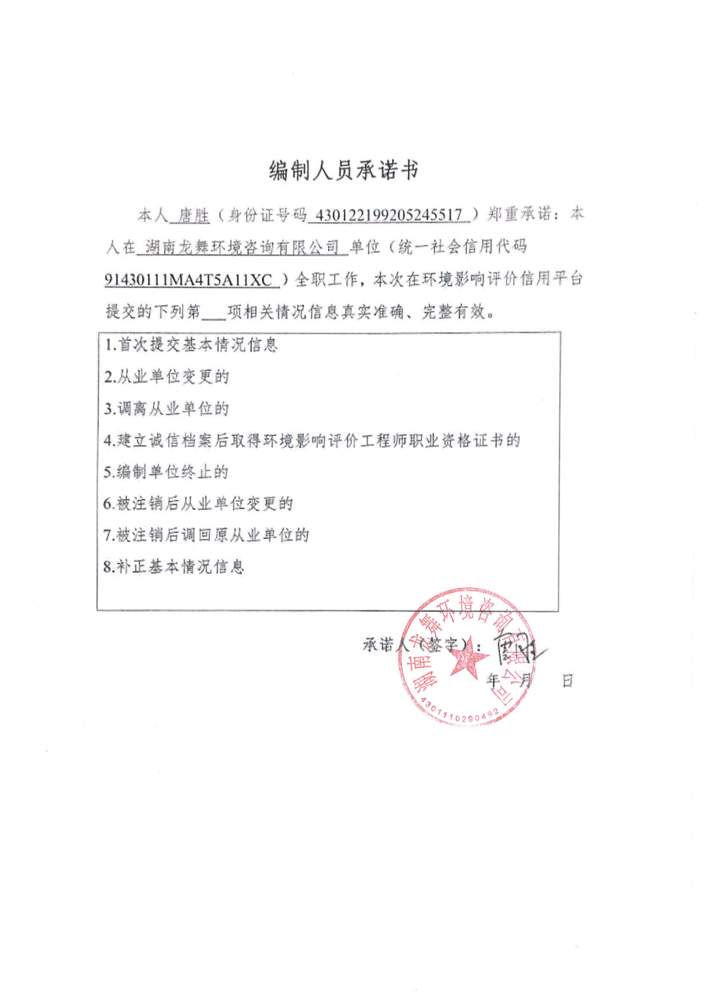 编制人员承诺书
本人 唐胜（身份证号码 430122199205245517 ）郑重承诺：本
人在 湖南龙舞环境咨询有限公司 单位（统一社会信用代码
91430111MA4T5A11XC ）全职工作，本次在环境影响评价信用平台
提交的下列第___项相关情况信息真实准确、完整有效。
1.首次提交基本情况信息
2.从业单位变更的
3.调离从业单位的
4.建立诚信档案后取得环境影响评价工程师职业资格证书的
5.编制单位终止的
6.被注销后从业单位变更的
7.被注销后调回原从业单位的
8.补正基本情况信息
承诺人（签字）：唐胜
年 月 日
湖南龙舞环境咨询有限公司
4301110290492